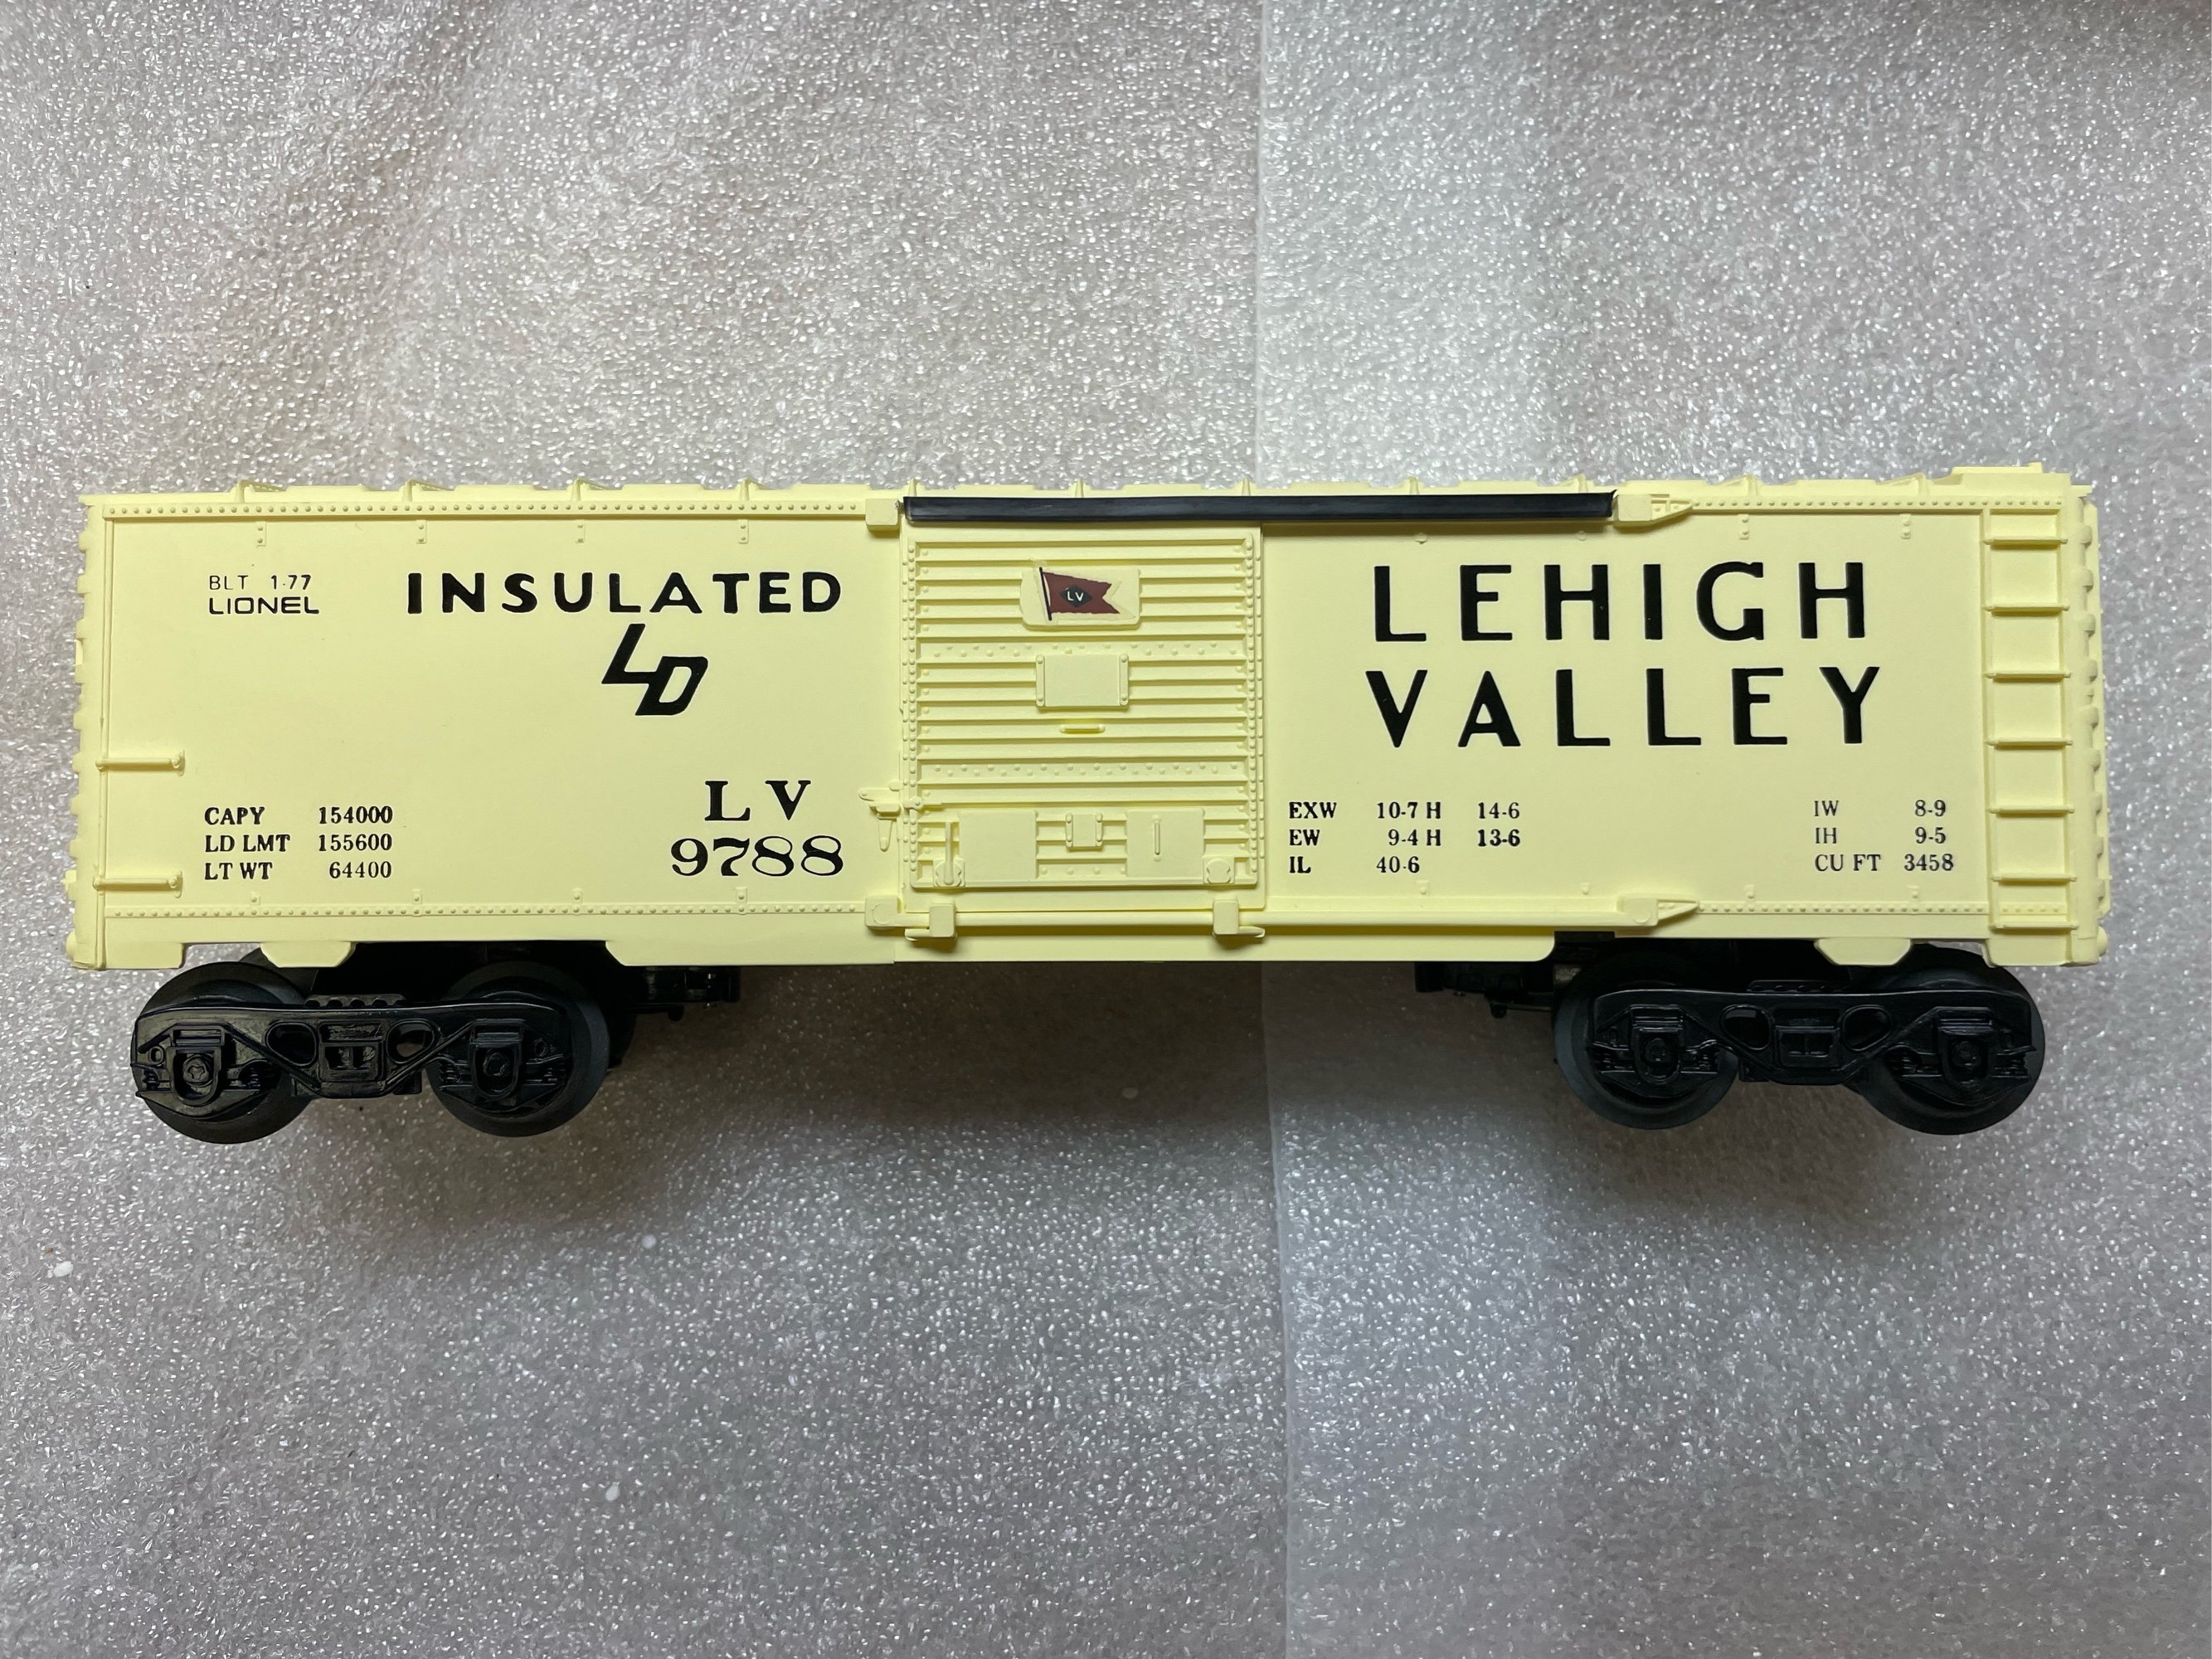 BLT 1-77
LIONEL
INSULATED
LD
CAPY 154000
LD LMT 155600
LT WT 64400
L V
9788
LV
LEHIGH
VALLEY
EXW 10-7 H 14-6
EW 9-4 H 13-6
IL 40-6
IW 8-9
IH 9-5
CU FT 3458